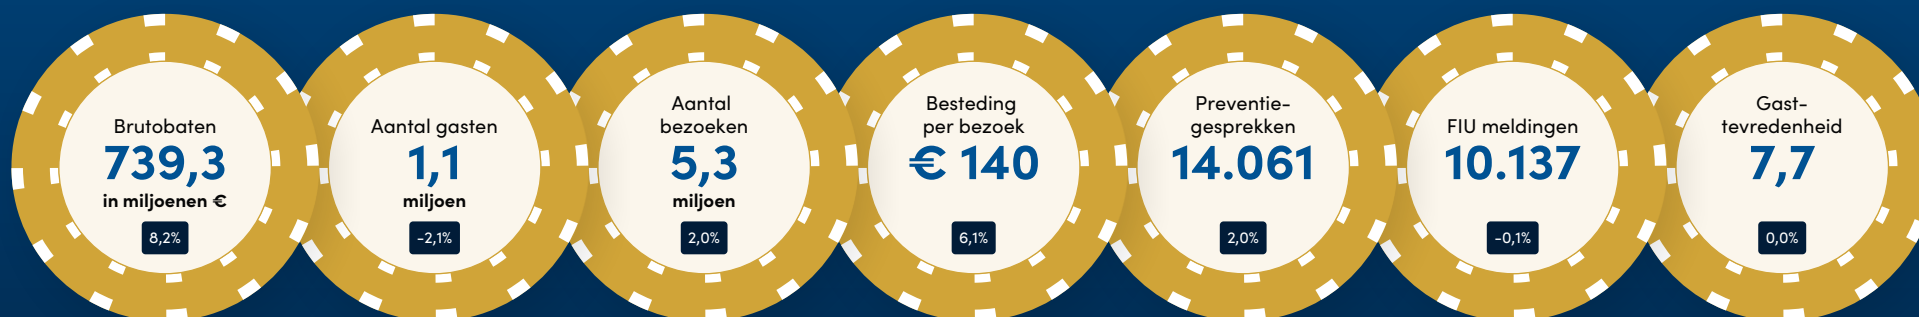 Brutobaten
739,3
in miljoenen €
8,2%
Aantal gasten
1,1
miljoen
-2,1%
Aantal
bezoeken
5,3
miljoen
2,0%
Besteding
per bezoek
€ 140
6,1%
Preventie-
gesprekken
14.061
2,0%
FIU meldingen
10.137
-0,1%
Gast-
tevredenheid
7,7
0,0%